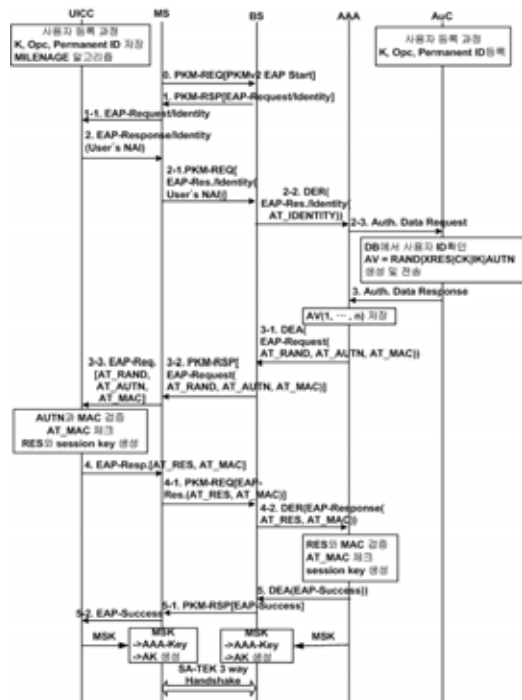 UICC MS BS AAA AuC
사용자 등록 과정
K, Opc, Permanent ID 저장
MILENAGE 알고리즘
사용자 등록 과정
K, Opc, Permanent ID등록
0. PKM-REQ[PKMv2 EAP Start]
1. PKM-RSP[EAP-Request/Identity]
1-1. EAP-Request/Identity
2. EAP-Response/Identity
(User's NAI)
2-1.PKM-REQ[
EAP-Res./Identity(
User's NAI)]
2-2. DER(
EAP-Res./Identity(
AT_IDENTITY))
2-3. Auth. Data Request
DB에서 사용자 ID확인
AV = RAND|XRES|CK|IK|AUTN
생성 및 전송
3. Auth. Data Response
AV(1, ···, n) 저장
3-1. DEA(
EAP-Request(
AT_RAND, AT_AUTN, AT_MAC))
3-2. PKM-RSP[
EAP-Request(
AT_RAND, AT_AUTN, AT_MAC)]
3-3. EAP-Req.
[AT_RAND,
AT_AUTN,
AT_MAC]
AUTN과 MAC 검증
AT_MAC 체크
RES와 session key 생성
4. EAP-Resp.[AT_RES, AT_MAC]
4-1. PKM-REQ[EAP-
Res.(AT_RES, AT_MAC)]
4-2. DER(EAP-Response(
AT_RES, AT_MAC))
RES와 MAC 검증
AT_MAC 체크
session key 생성
5. DEA(EAP-Success))
5-1. PKM-RSP[EAP-Success]
5-2. EAP-Success
MSK
MSK
->AAA-Key
->AK 생성
MSK
->AAA-Key
->AK 생성
MSK
SA-TEK 3 way
Handshake